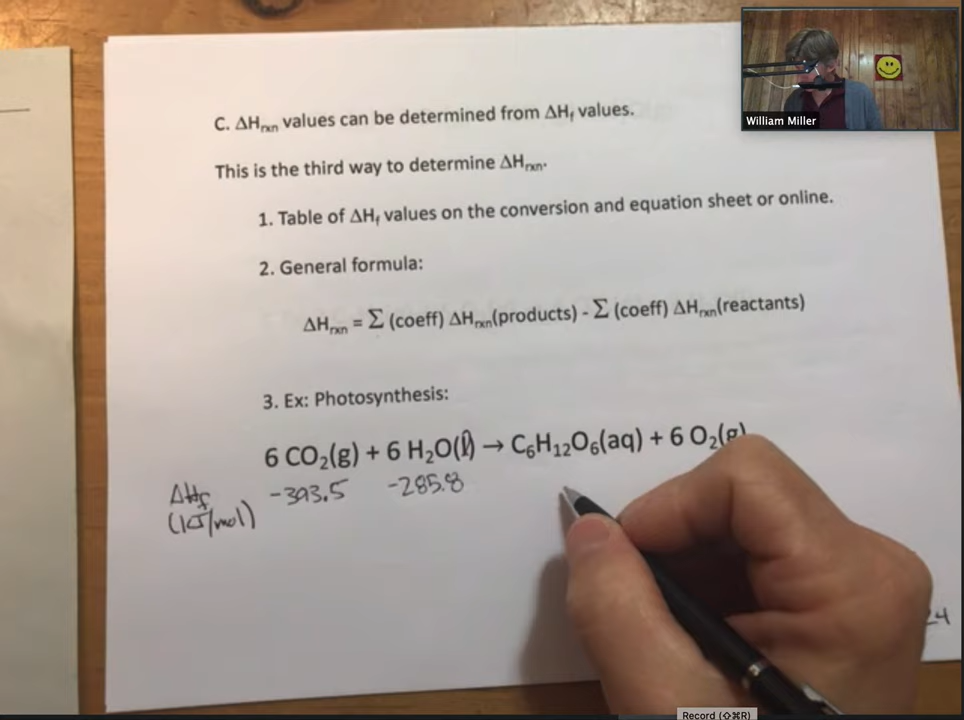 C. ΔHrxn values can be determined from ΔHf values.
William Miller
This is the third way to determine ΔHrxn.
1. Table of ΔHf values on the conversion and equation sheet or online.
2. General formula:
ΔHrxn = Σ (coeff) ΔHrxn(products) - Σ (coeff) ΔHrxn(reactants)
3. Ex: Photosynthesis:
6 CO₂(g) + 6 H₂O(l) → C₆H₁₂O₆(aq) + 6 O₂(g)
ΔHf -393.5 -285.8
(kJ/mol)
24
Record (⇧⌘R)